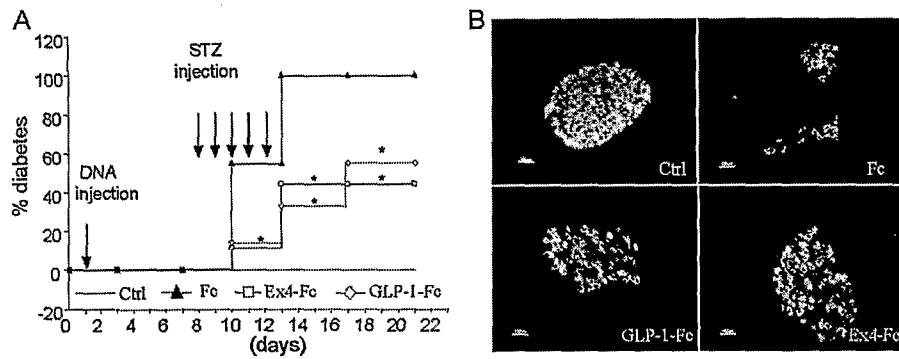 A
B
120
100
80
60
40
20
0
-20
% diabetes
STZ
injection
DNA
injection
*
*
*
*
*
Ctrl Fc Ex4-Fc GLP-1-Fc
0 2 4 6 8 10 12 14 16 18 20 22
(days)
Ctrl
Fc
GLP-1-Fc
Ex4-Fc